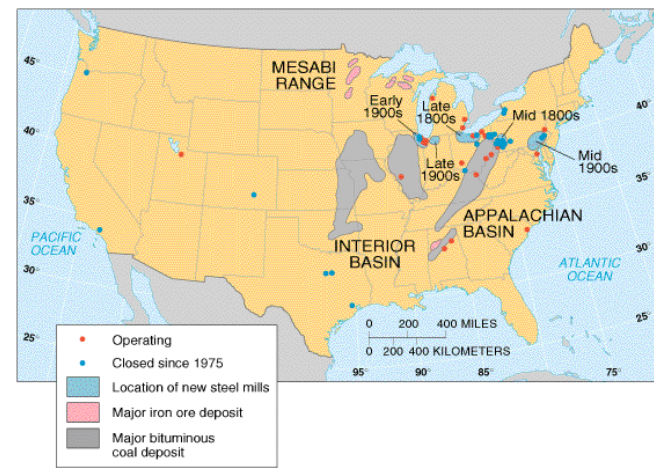 MESABI
RANGE
Early
1900s
Late
1800s
Mid 1800s
Late
1900s
Mid
1900s
APPALACHIAN
BASIN
INTERIOR
BASIN
PACIFIC
OCEAN
ATLANTIC
OCEAN
45°
40°
35°
30°
25°
40°
35°
30°
25°
95°
90°
85°
75°
0 200 400 MILES
0 200 400 KILOMETERS
Operating
Closed since 1975
Location of new steel mills
Major iron ore deposit
Major bituminous
coal deposit